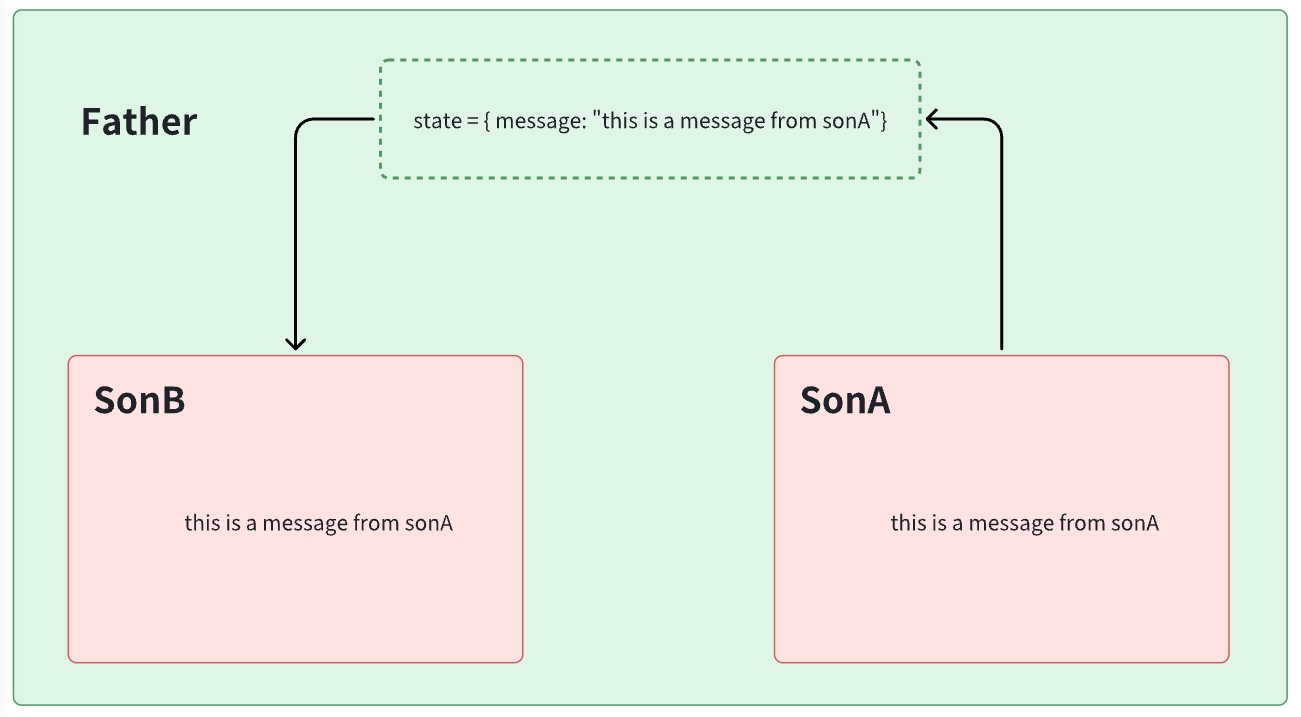 Father
state = { message: "this is a message from sonA"}
SonB
this is a message from sonA
SonA
this is a message from sonA